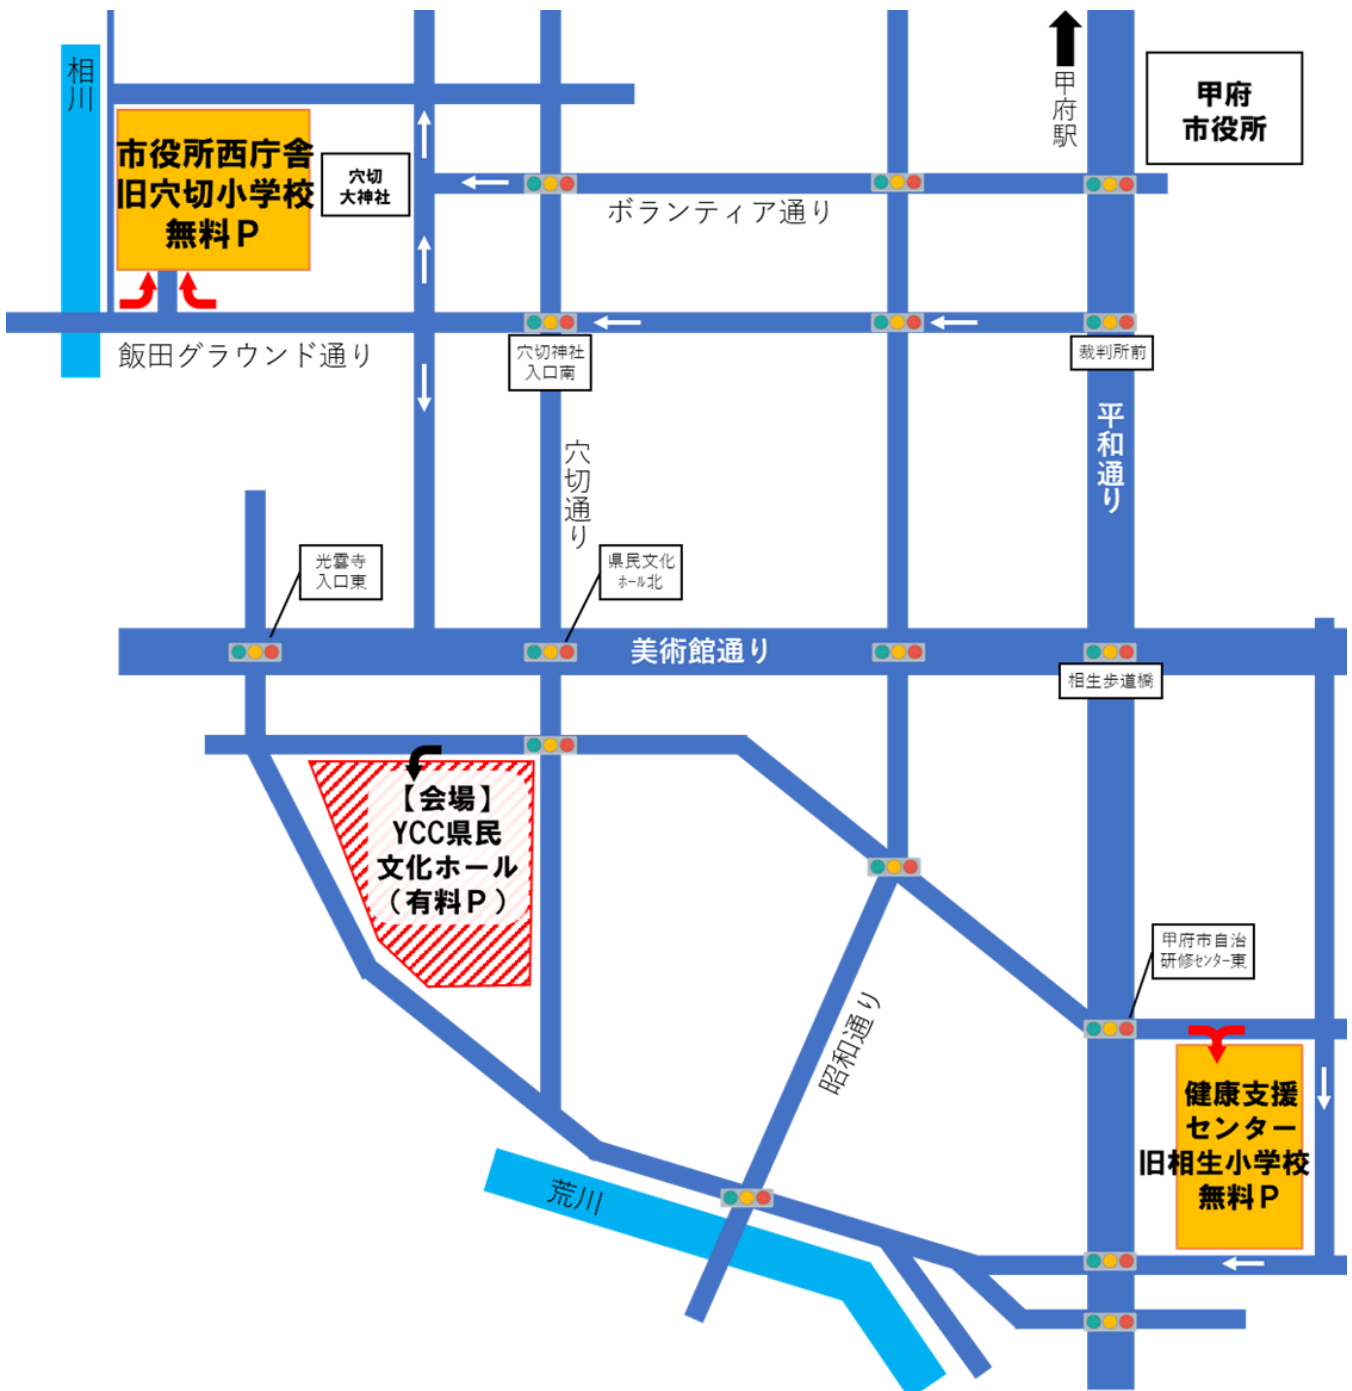 相川
甲府駅
甲府
市役所
市役所西庁舎
旧穴切小学校
無料P
穴切
大神社
ボランティア通り
飯田グラウンド通り
穴切神社
入口南
裁判所前
平和通り
穴切通り
光雲寺
入口東
県民文化
ホール北
美術館通り
相生歩道橋
【会場】
YCC県民
文化ホール
(有料P)
甲府市自治
研修センター東
昭和通り
健康支援
センター
旧相生小学校
無料P
荒川